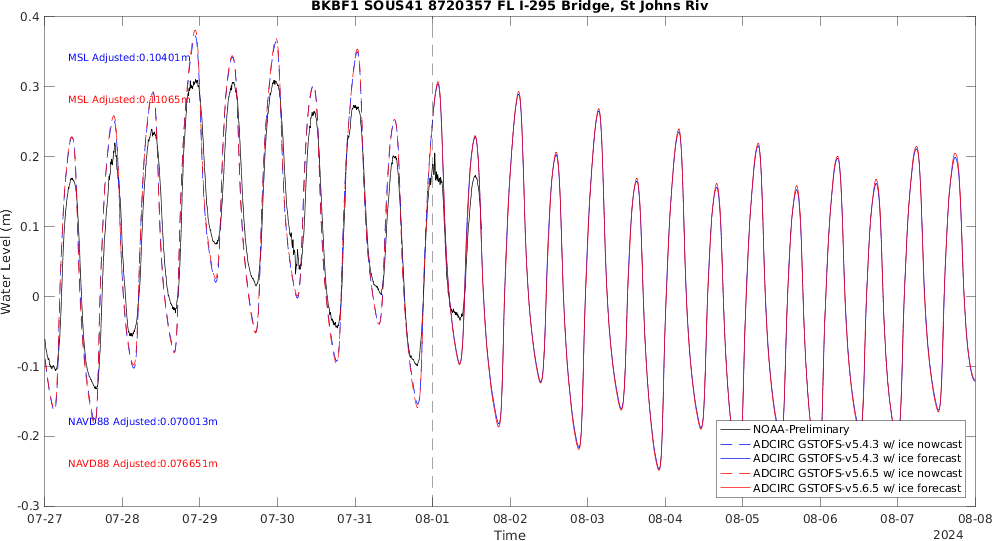 BKBF1 SOUS41 8720357 FL I-295 Bridge, St Johns Riv
0.4
0.3
0.2
0.1
0
-0.1
-0.2
-0.3
Water Level (m)
MSL Adjusted:0.10401m
MSL Adjusted:0.11065m
NAVD88 Adjusted:0.070013m
NAVD88 Adjusted:0.076651m
NOAA-Preliminary
ADCIRC GSTOFS-v5.4.3 w/ ice nowcast
ADCIRC GSTOFS-v5.4.3 w/ ice forecast
ADCIRC GSTOFS-v5.6.5 w/ ice nowcast
ADCIRC GSTOFS-v5.6.5 w/ ice forecast
07-27 07-28 07-29 07-30 07-31 08-01 08-02 08-03 08-04 08-05 08-06 08-07 08-08
Time
2024